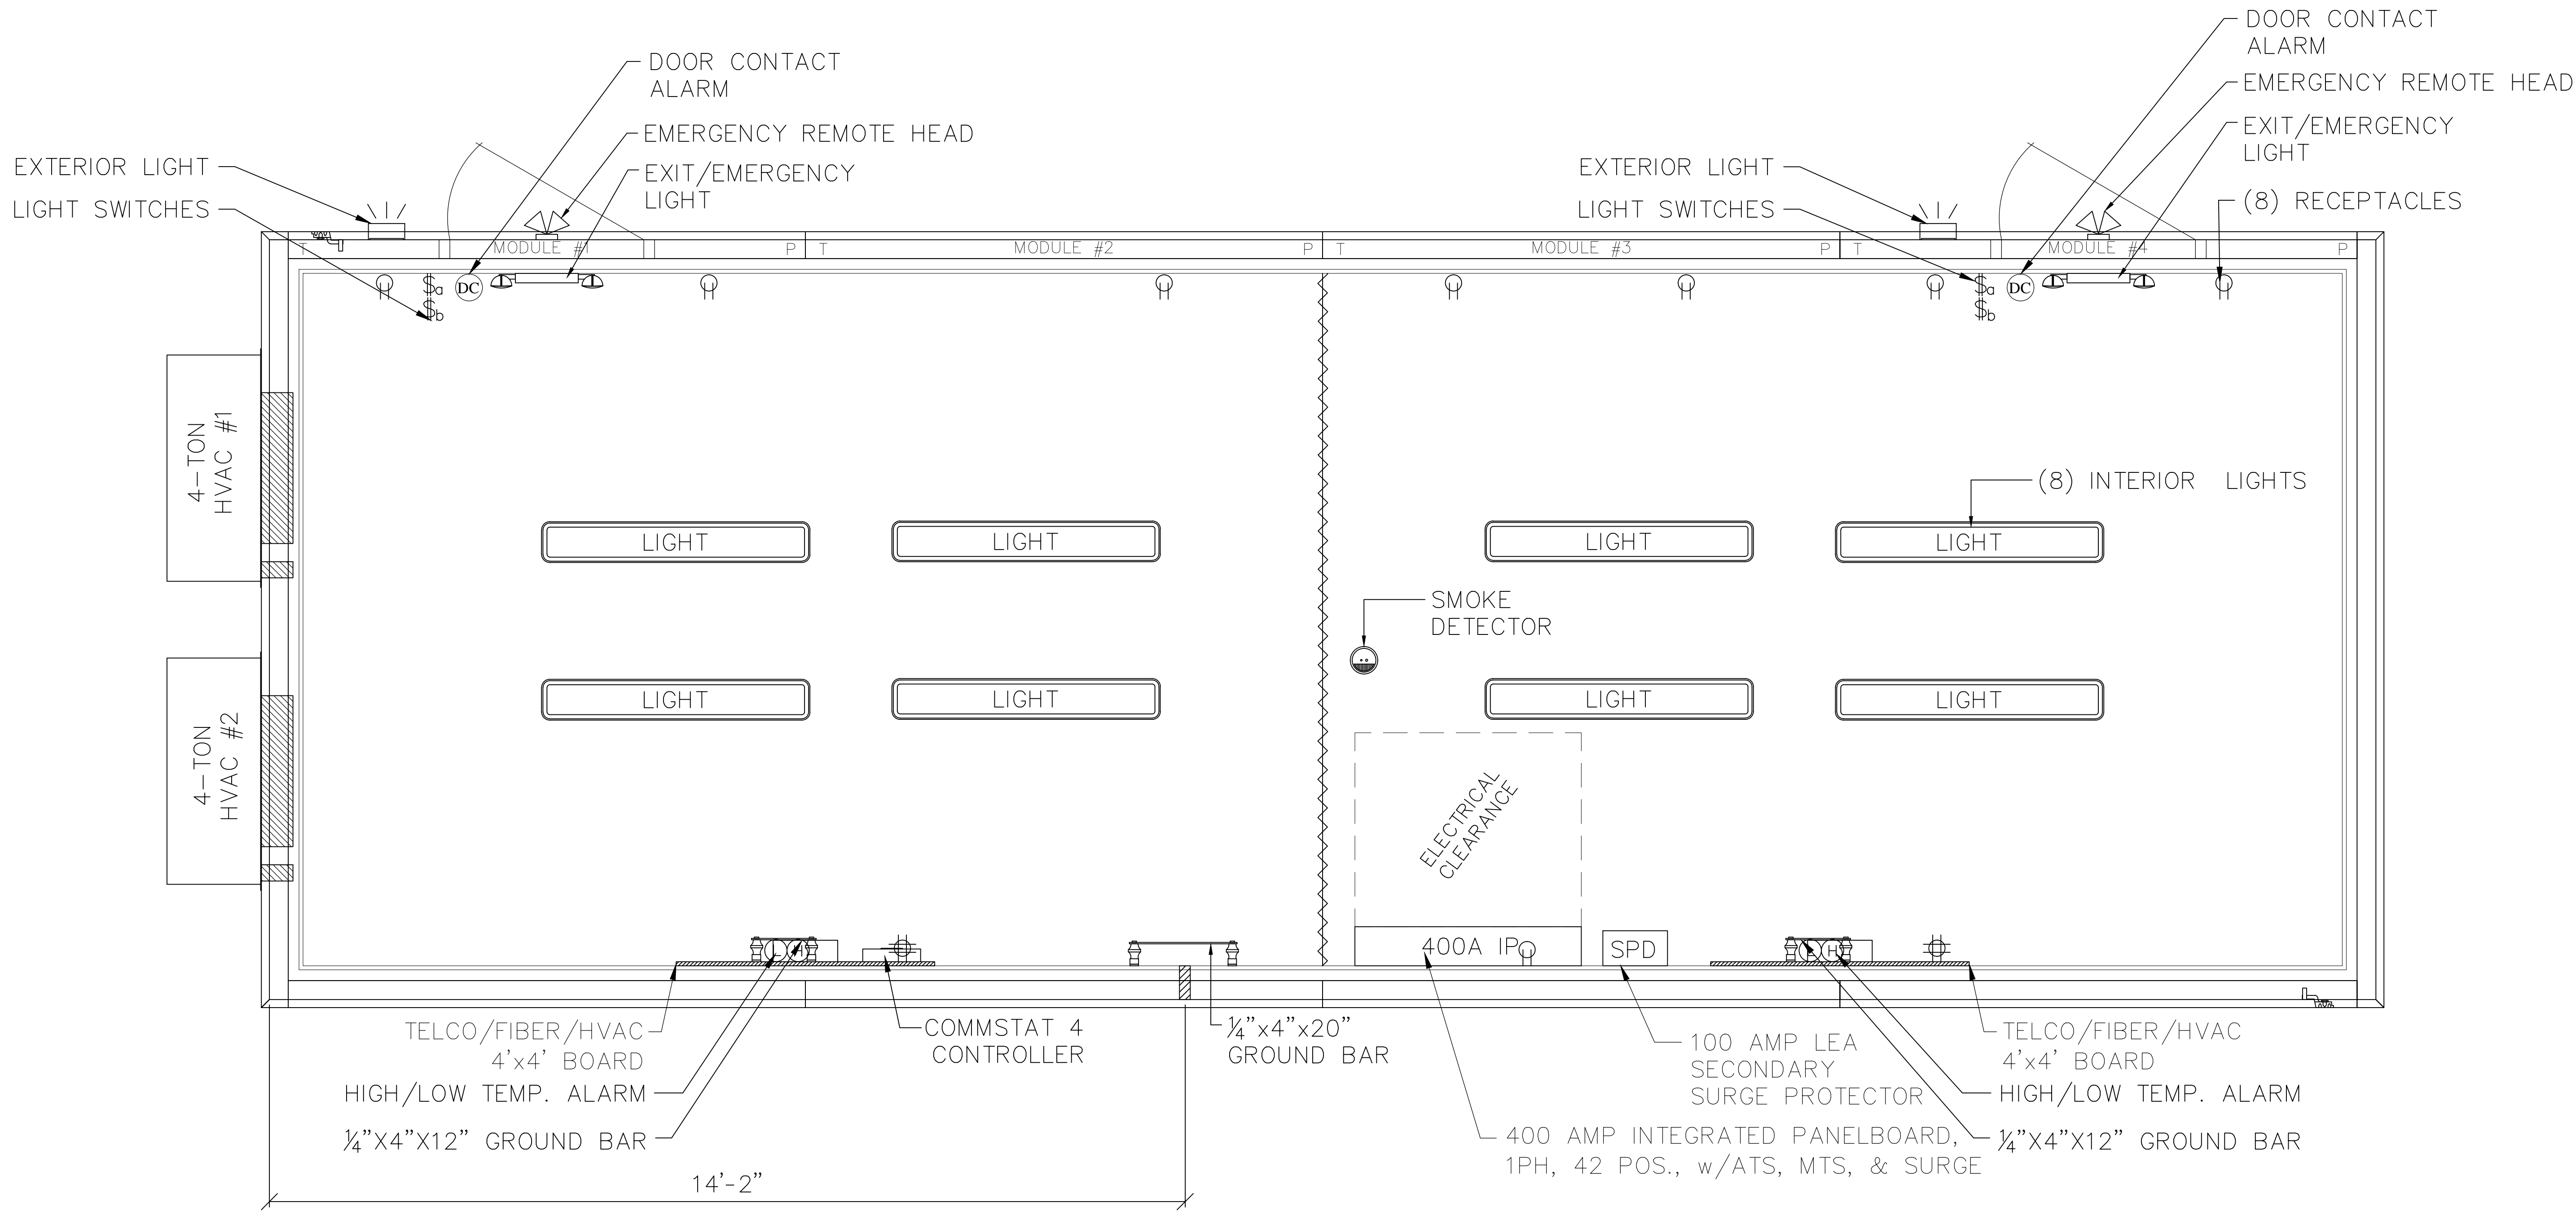 DOOR CONTACT
ALARM
EMERGENCY REMOTE HEAD
EXIT/EMERGENCY
LIGHT
EXTERIOR LIGHT
LIGHT SWITCHES
DOOR CONTACT
ALARM
EMERGENCY REMOTE HEAD
EXIT/EMERGENCY
LIGHT
(8) RECEPTACLES
EXTERIOR LIGHT
LIGHT SWITCHES
T MODULE #1 P
T MODULE #2 P
T MODULE #3 P
T MODULE #4 P
$a
$b
DC
$a
$b
DC
4-TON
HVAC #1
4-TON
HVAC #2
(8) INTERIOR LIGHTS
LIGHT LIGHT LIGHT LIGHT
SMOKE
DETECTOR
LIGHT LIGHT LIGHT LIGHT
ELECTRICAL
CLEARANCE
L H
400A IP
SPD
L H
TELCO/FIBER/HVAC
4'x4' BOARD
HIGH/LOW TEMP. ALARM
¼"X4"X12" GROUND BAR
COMMSTAT 4
CONTROLLER
¼"x4"x20"
GROUND BAR
100 AMP LEA
SECONDARY
SURGE PROTECTOR
400 AMP INTEGRATED PANELBOARD,
1PH, 42 POS., w/ATS, MTS, & SURGE
TELCO/FIBER/HVAC
4'x4' BOARD
HIGH/LOW TEMP. ALARM
¼"X4"X12" GROUND BAR
14'-2"